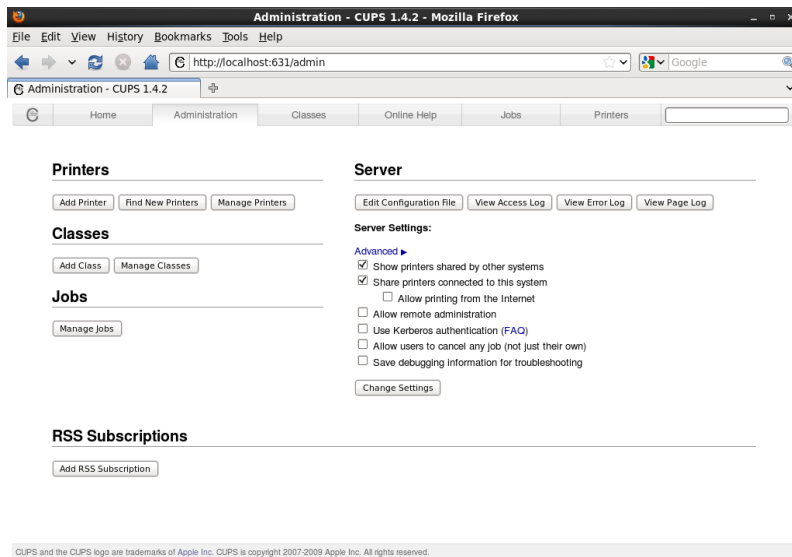 Administration - CUPS 1.4.2 - Mozilla Firefox
File Edit View History Bookmarks Tools Help
http://localhost:631/admin
Google
Administration - CUPS 1.4.2
Home Administration Classes Online Help Jobs Printers
Printers
Add Printer Find New Printers Manage Printers
Classes
Add Class Manage Classes
Jobs
Manage Jobs
Server
Edit Configuration File View Access Log View Error Log View Page Log
Server Settings:
Advanced ▶
Show printers shared by other systems
Share printers connected to this system
Allow printing from the Internet
Allow remote administration
Use Kerberos authentication (FAQ)
Allow users to cancel any job (not just their own)
Save debugging information for troubleshooting
Change Settings
RSS Subscriptions
Add RSS Subscription
CUPS and the CUPS logo are trademarks of Apple Inc. CUPS is copyright 2007-2009 Apple Inc. All rights reserved.